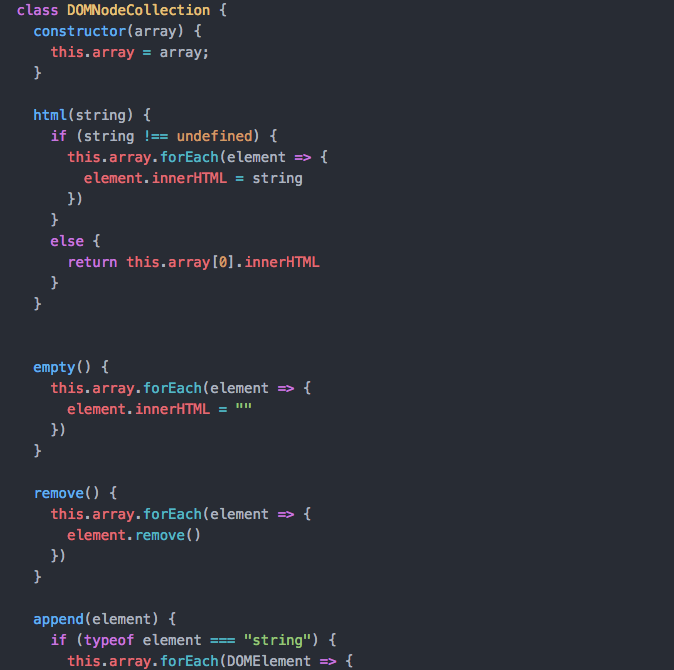 class DOMNodeCollection {
  constructor(array) {
    this.array = array;
  }

  html(string) {
    if (string !== undefined) {
      this.array.forEach(element => {
        element.innerHTML = string
      })
    }
    else {
      return this.array[0].innerHTML
    }
  }


  empty() {
    this.array.forEach(element => {
      element.innerHTML = ""
    })
  }

  remove() {
    this.array.forEach(element => {
      element.remove()
    })
  }

  append(element) {
    if (typeof element === "string") {
      this.array.forEach(DOMElement => {